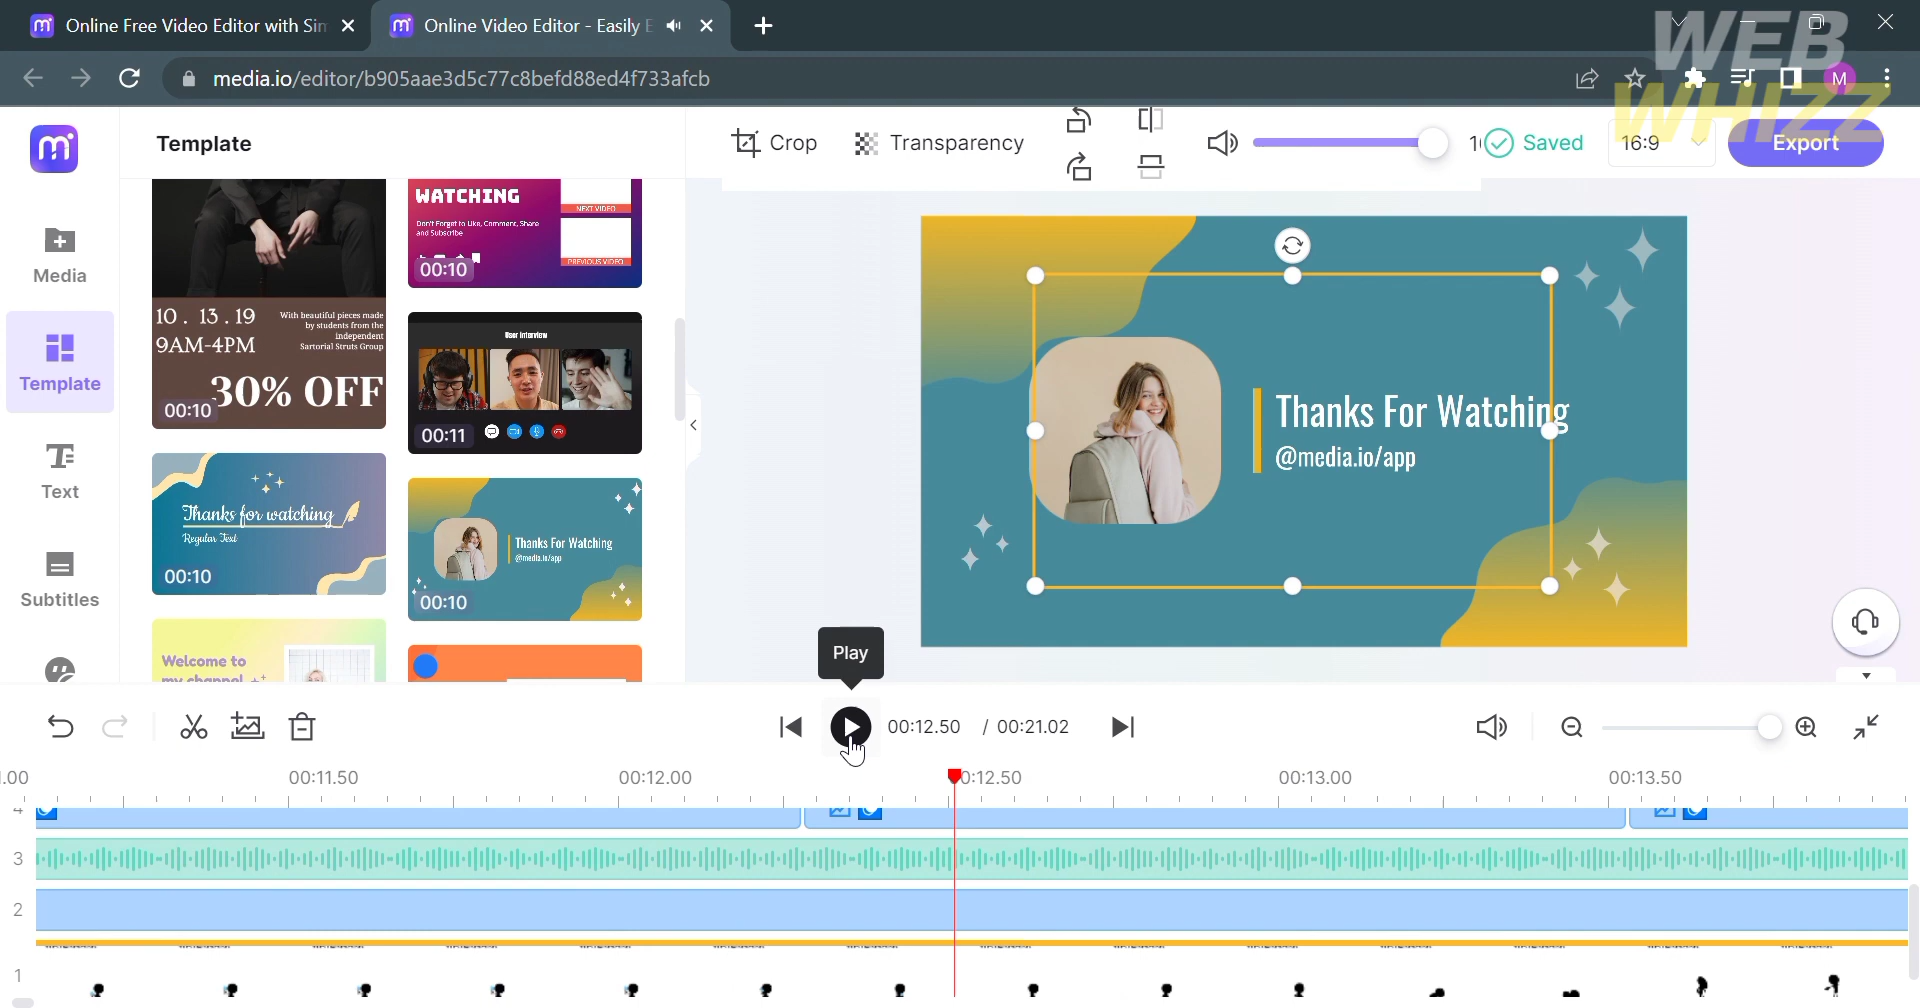 Online Free Video Editor with Sim
Online Video Editor - Easily E
media.io/editor/b905aae3d5c77c8befd88ed4f733afcb
M
WEB
WHIZZ
Template
Crop
Transparency
Saved
16:9
Export
Media
Template
Text
Subtitles
10 . 13 . 19
9AM-4PM
With beautiful pieces made
by students from the
independent
Sartorial Struts Group
30% OFF
00:10
WATCHING
Don't Forget to Like, Comment, Share
and Subscribe
NEXT VIDEO
PREVIOUS VIDEO
00:10
User Interview
00:11
Thanks for watching
Regular Text
00:10
Thanks For Watching
@media.io/app
00:10
Welcome to
my channel
Thanks For Watching
@media.io/app
Play
00:12.50 / 00:21.02
1.00
00:11.50
00:12.00
00:12.50
00:13.00
00:13.50
4
3
2
1